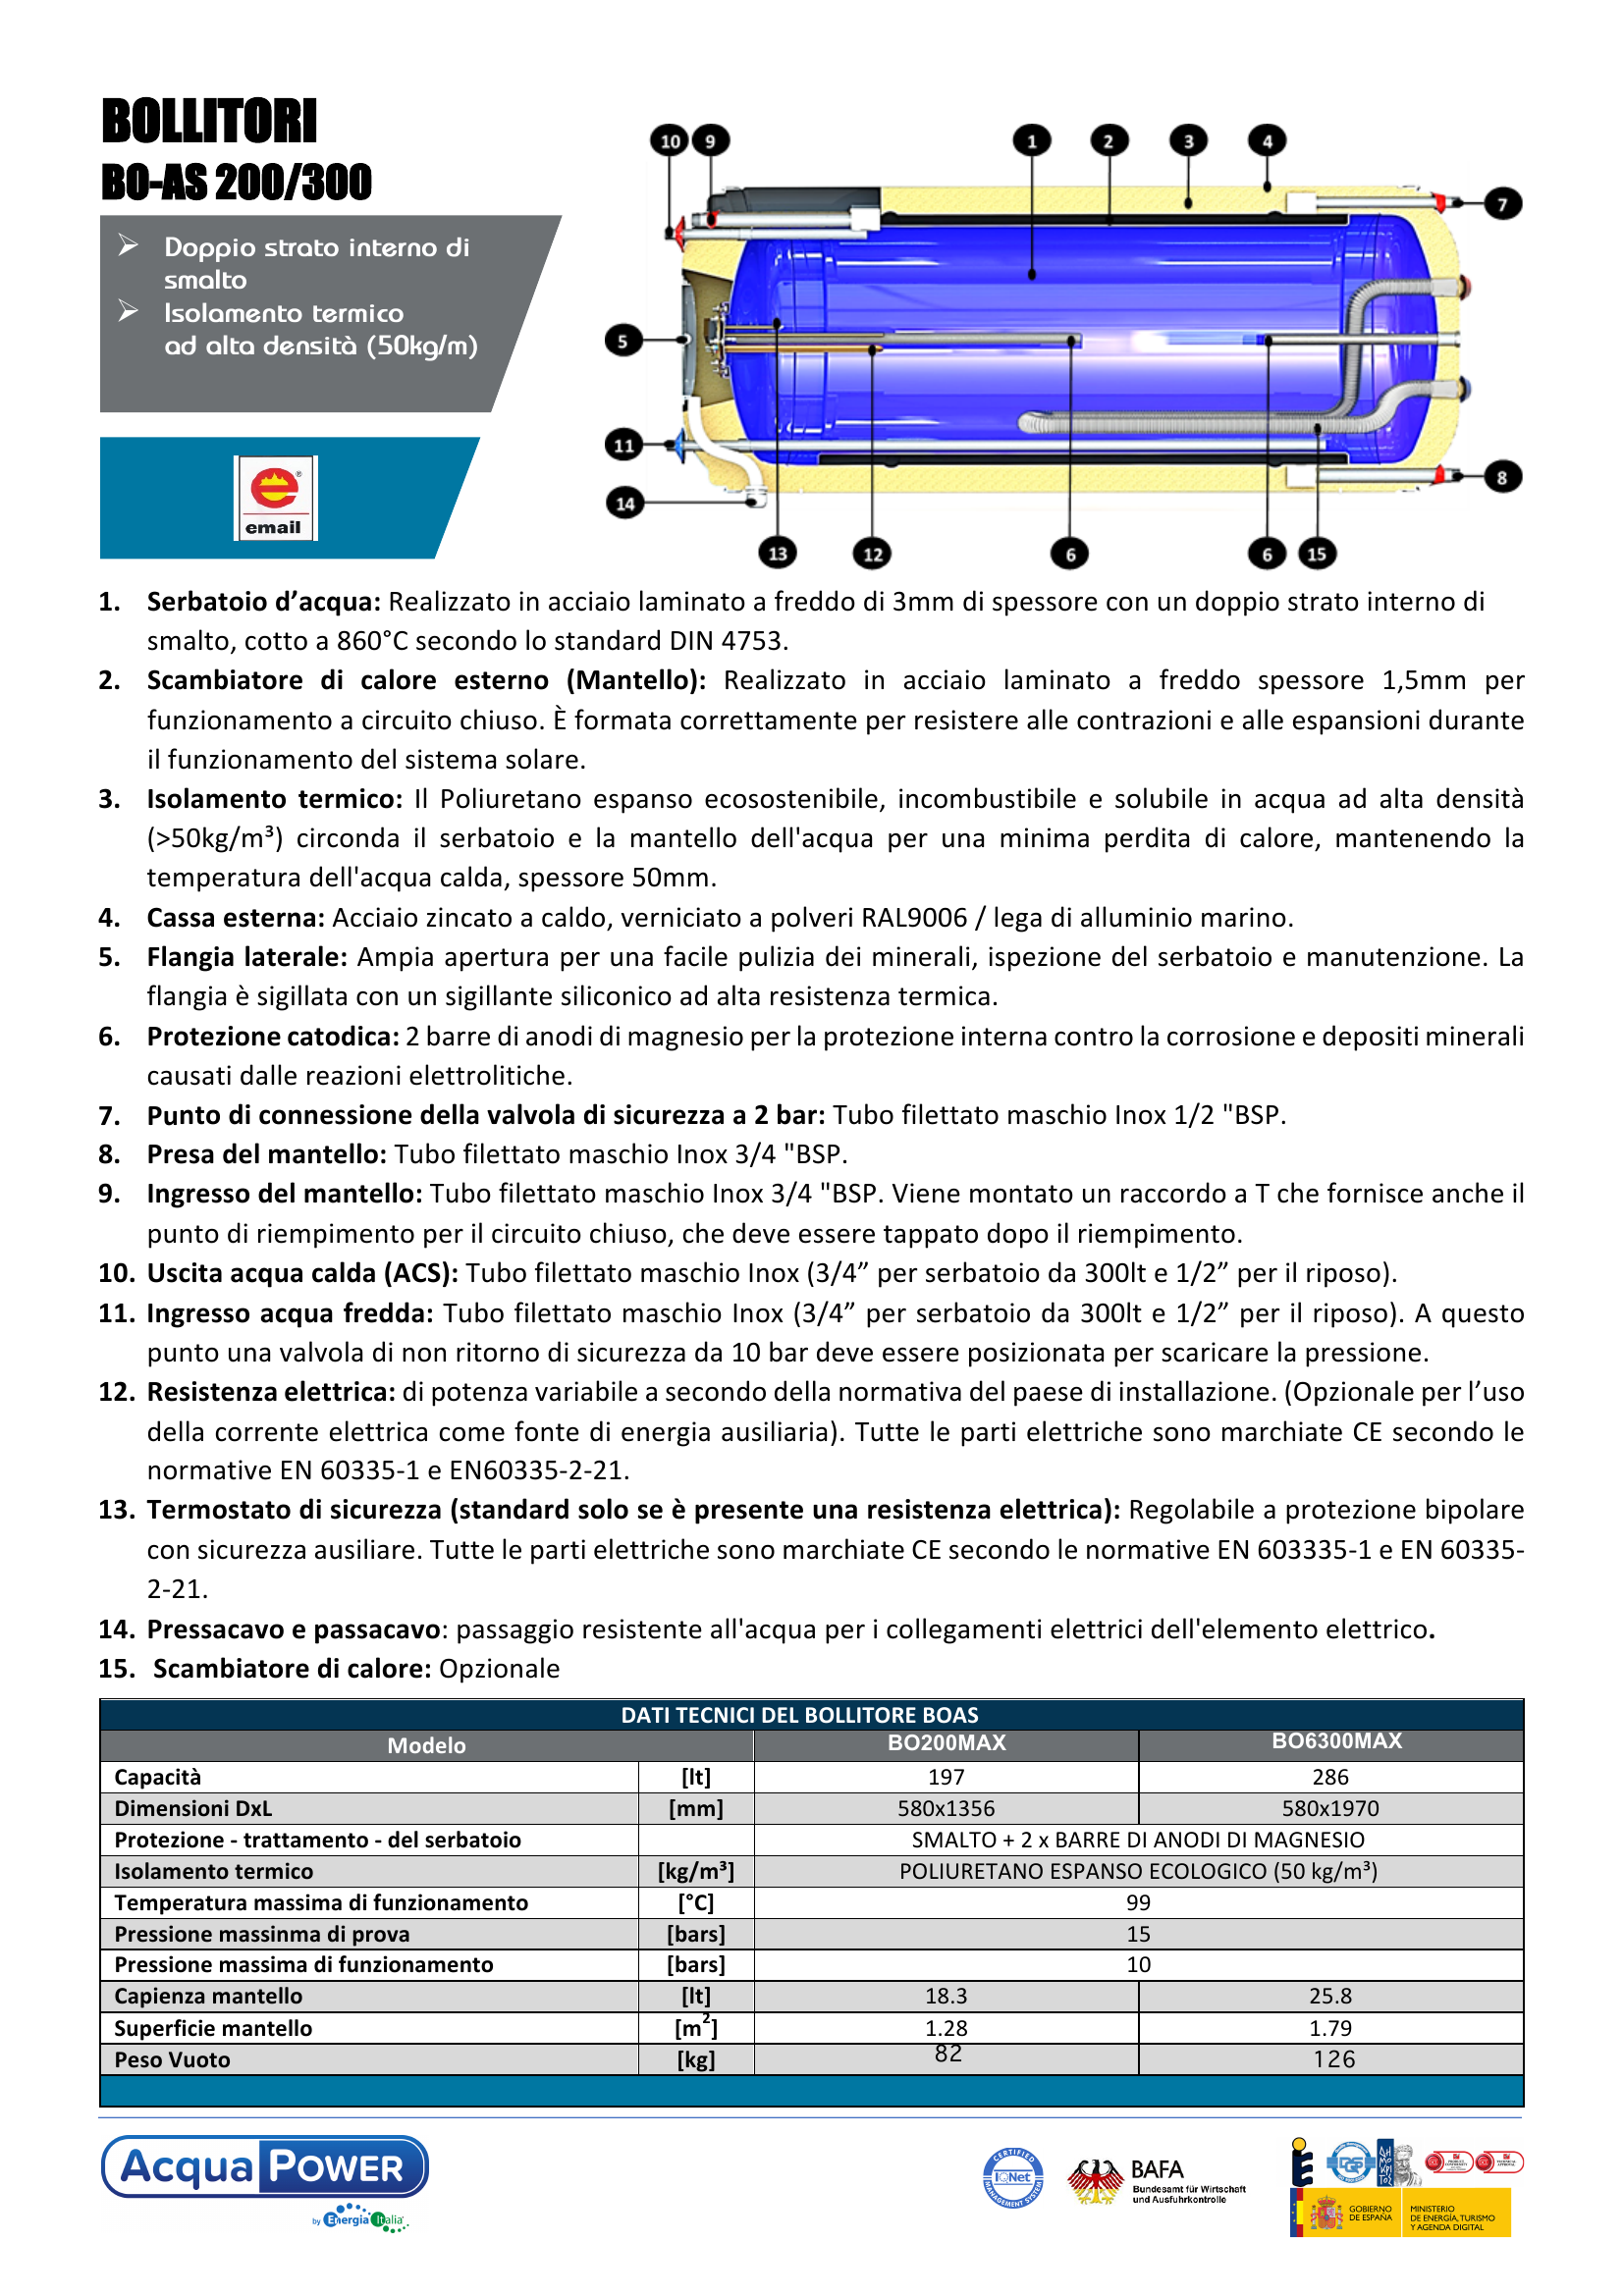 BOLLITORI
BO-AS 200/300
Doppio strato interno di
smalto
Isolamento termico
ad alta densità (50kg/m)
email
10
9
1
2
3
4
7
5
11
8
14
13
12
6
6
15
1. Serbatoio d’acqua: Realizzato in acciaio laminato a freddo di 3mm di spessore con un doppio strato interno di
smalto, cotto a 860°C secondo lo standard DIN 4753.
2. Scambiatore di calore esterno (Mantello): Realizzato in acciaio laminato a freddo spessore 1,5mm per
funzionamento a circuito chiuso. È formata correttamente per resistere alle contrazioni e alle espansioni durante
il funzionamento del sistema solare.
3. Isolamento termico: Il Poliuretano espanso ecosostenibile, incombustibile e solubile in acqua ad alta densità
(>50kg/m³) circonda il serbatoio e la mantello dell'acqua per una minima perdita di calore, mantenendo la
temperatura dell'acqua calda, spessore 50mm.
4. Cassa esterna: Acciaio zincato a caldo, verniciato a polveri RAL9006 / lega di alluminio marino.
5. Flangia laterale: Ampia apertura per una facile pulizia dei minerali, ispezione del serbatoio e manutenzione. La
flangia è sigillata con un sigillante siliconico ad alta resistenza termica.
6. Protezione catodica: 2 barre di anodi di magnesio per la protezione interna contro la corrosione e depositi minerali
causati dalle reazioni elettrolitiche.
7. Punto di connessione della valvola di sicurezza a 2 bar: Tubo filettato maschio Inox 1/2 "BSP.
8. Presa del mantello: Tubo filettato maschio Inox 3/4 "BSP.
9. Ingresso del mantello: Tubo filettato maschio Inox 3/4 "BSP. Viene montato un raccordo a T che fornisce anche il
punto di riempimento per il circuito chiuso, che deve essere tappato dopo il riempimento.
10. Uscita acqua calda (ACS): Tubo filettato maschio Inox (3/4” per serbatoio da 300lt e 1/2” per il riposo).
11. Ingresso acqua fredda: Tubo filettato maschio Inox (3/4” per serbatoio da 300lt e 1/2” per il riposo). A questo
punto una valvola di non ritorno di sicurezza da 10 bar deve essere posizionata per scaricare la pressione.
12. Resistenza elettrica: di potenza variabile a secondo della normativa del paese di installazione. (Opzionale per l’uso
della corrente elettrica come fonte di energia ausiliaria). Tutte le parti elettriche sono marchiate CE secondo le
normative EN 60335-1 e EN60335-2-21.
13. Termostato di sicurezza (standard solo se è presente una resistenza elettrica): Regolabile a protezione bipolare
con sicurezza ausiliare. Tutte le parti elettriche sono marchiate CE secondo le normative EN 603335-1 e EN 60335-
2-21.
14. Pressacavo e passacavo: passaggio resistente all'acqua per i collegamenti elettrici dell'elemento elettrico.
15. Scambiatore di calore: Opzionale
DATI TECNICI DEL BOLLITORE BOAS
Modelo BO200MAX BO6300MAX
Capacità [lt] 197 286
Dimensioni DxL [mm] 580x1356 580x1970
Protezione - trattamento - del serbatoio SMALTO + 2 x BARRE DI ANODI DI MAGNESIO
Isolamento termico [kg/m³] POLIURETANO ESPANSO ECOLOGICO (50 kg/m³)
Temperatura massima di funzionamento [°C] 99
Pressione massinma di prova [bars] 15
Pressione massima di funzionamento [bars] 10
Capienza mantello [lt] 18.3 25.8
Superficie mantello [m²] 1.28 1.79
Peso Vuoto [kg] 82 126
Acqua POWER
by Energia Italia
CERTIFIED
IQNet
MANAGEMENT SYSTEM
BAFA
Bundesamt für Wirtschaft
und Ausfuhrkontrolle
GOBIERNO
DE ESPAÑA
MINISTERIO
DE ENERGÍA, TURISMO
Y AGENDA DIGITAL